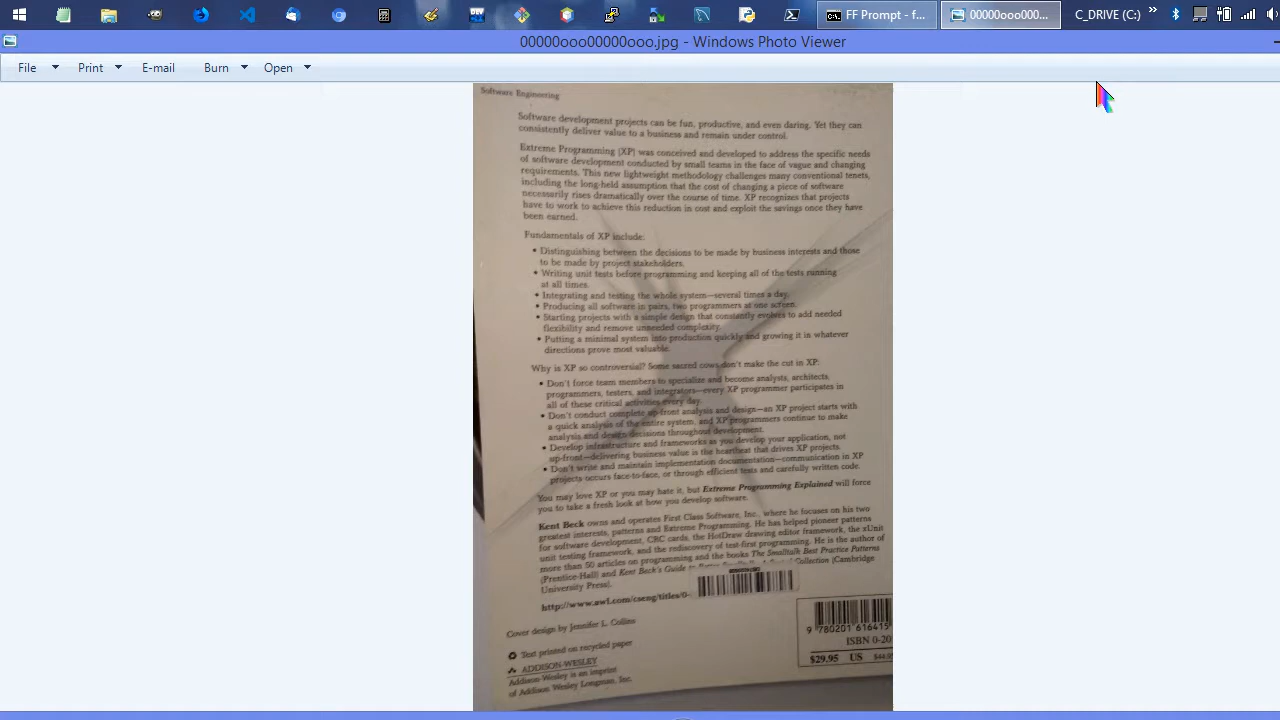 FF Prompt - f...
00000ooo000...
C_DRIVE (C:)
00000ooo00000ooo.jpg - Windows Photo Viewer
File Print E-mail Burn Open
Software Engineering
Software development projects can be fun, productive, and even daring. Yet they can
consistently deliver value to a business and remain under control.
Extreme Programming (XP) was conceived and developed to address the specific needs
of software development conducted by small teams in the face of vague and changing
requirements. This new lightweight methodology challenges many conventional tenets,
including the long-held assumption that the cost of changing a piece of software
necessarily rises dramatically over the course of time. XP recognizes that projects
have to work to achieve this reduction in cost and exploit the savings once they have
been earned.
Fundamentals of XP include:
• Distinguishing between the decisions to be made by business interests and those
to be made by project stakeholders.
• Writing unit tests before programming and keeping all of the tests running
at all times.
• Integrating and testing the whole system—several times a day.
• Producing all software in pairs, two programmers at one screen.
• Starting projects with a simple design that constantly evolves to add needed
flexibility and remove unneeded complexity.
• Putting a minimal system into production quickly and growing it in whatever
directions prove most valuable.
Why is XP so controversial? Some sacred cows don't make the cut in XP:
• Don't force team members to specialize and become analysts, architects,
programmers, testers, and integrators—every XP programmer participates in
all of these critical activities every day.
• Don't conduct complete up-front analysis and design—an XP project starts with
a quick analysis of the entire system, and XP programmers continue to make
analysis and design decisions throughout development.
• Develop infrastructure and frameworks as you develop your application, not
up-front—delivering business value is the heartbeat that drives XP projects.
• Don't write and maintain implementation documentation—communication in XP
projects occurs face-to-face, or through efficient tests and carefully written code.
You may love XP or you may hate it, but Extreme Programming Explained will force
you to take a fresh look at how you develop software.
Kent Beck owns and operates First Class Software, Inc., where he focuses on his two
greatest interests, patterns and Extreme Programming. He has helped pioneer patterns
for software development, CRC cards, the HotDraw drawing editor framework, the xUnit
unit testing framework, and the rediscovery of test-first programming. He is the author of
more than 50 articles on programming and the books The Smalltalk Best Practice Patterns
(Prentice-Hall) and Kent Beck's Guide to Collection (Cambridge
University Press).
http://www.awl.com/cseng/titles/0-
Cover design by Jennifer L. Collins
Text printed on recycled paper
ADDISON-WESLEY
Addison-Wesley is an imprint
of Addison Wesley Longman, Inc.
9 780201 616415
ISBN 0-20
$29.95 US